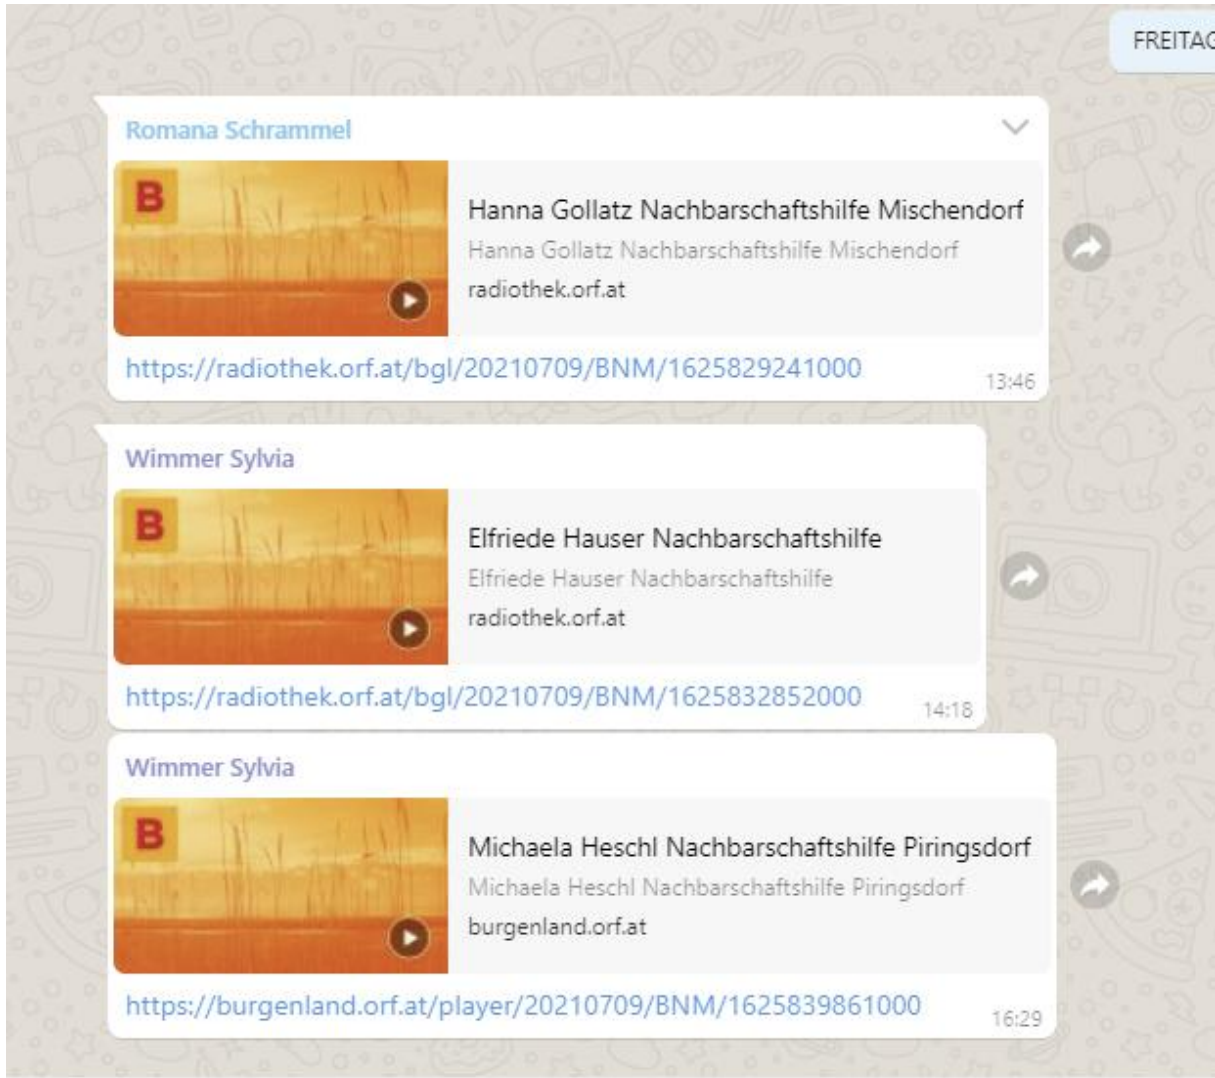 FREITAG
Romana Schrammel
B
Hanna Gollatz Nachbarschaftshilfe Mischendorf
Hanna Gollatz Nachbarschaftshilfe Mischendorf
radiothek.orf.at
https://radiothek.orf.at/bgl/20210709/BNM/1625829241000
13:46
Wimmer Sylvia
B
Elfriede Hauser Nachbarschaftshilfe
Elfriede Hauser Nachbarschaftshilfe
radiothek.orf.at
https://radiothek.orf.at/bgl/20210709/BNM/1625832852000
14:18
Wimmer Sylvia
B
Michaela Heschl Nachbarschaftshilfe Piringsdorf
Michaela Heschl Nachbarschaftshilfe Piringsdorf
burgenland.orf.at
https://burgenland.orf.at/player/20210709/BNM/1625839861000
16:29